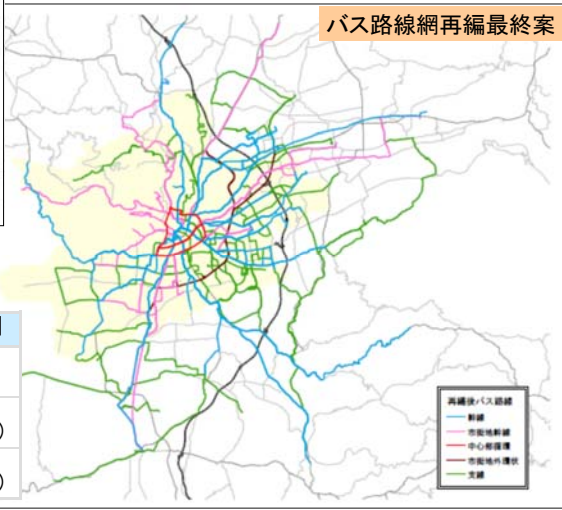 バス路線網再編最終案
)
)
再編後バス路線
幹線
市街地幹線
中心部循環
市街地外環状
支線